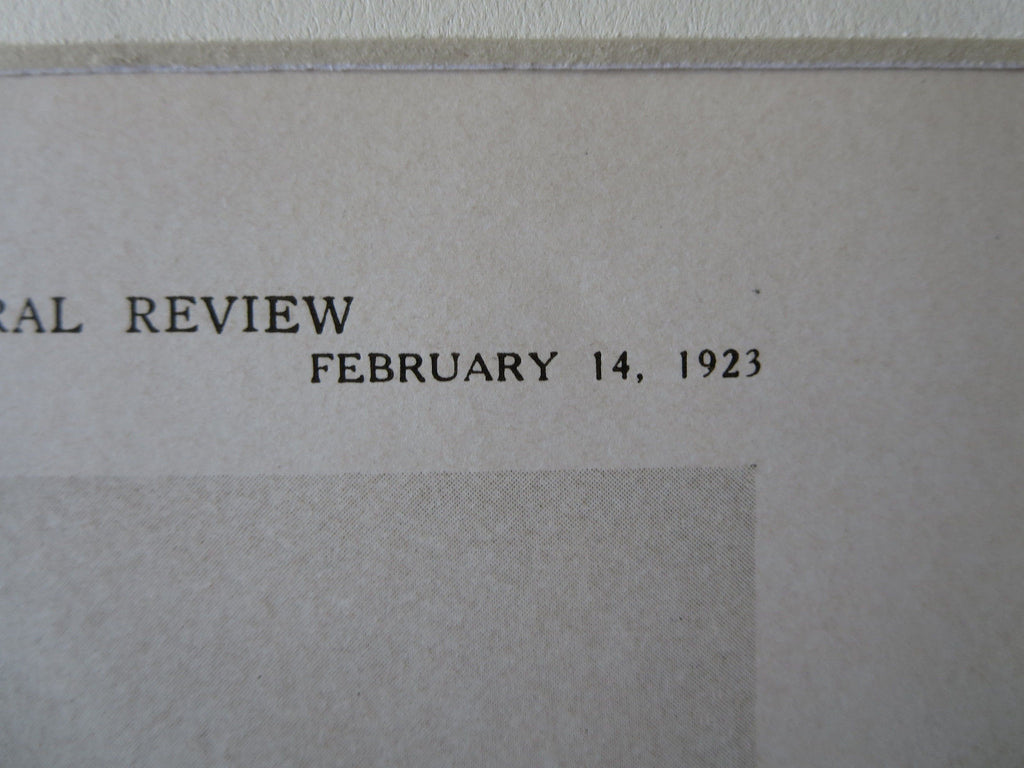 RAL REVIEW
FEBRUARY 14, 1923